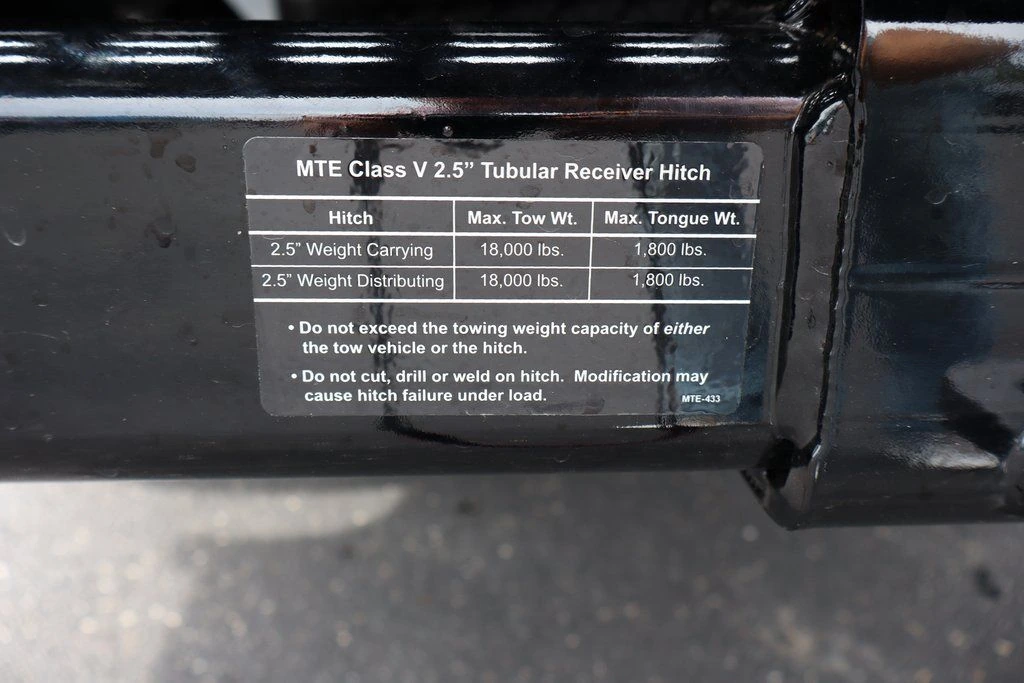 MTE Class V 2.5” Tubular Receiver Hitch
Hitch Max. Tow Wt. Max. Tongue Wt.
2.5” Weight Carrying 18,000 lbs. 1,800 lbs.
2.5” Weight Distributing 18,000 lbs. 1,800 lbs.
• Do not exceed the towing weight capacity of either
the tow vehicle or the hitch.
• Do not cut, drill or weld on hitch. Modification may
cause hitch failure under load.
MTE-433